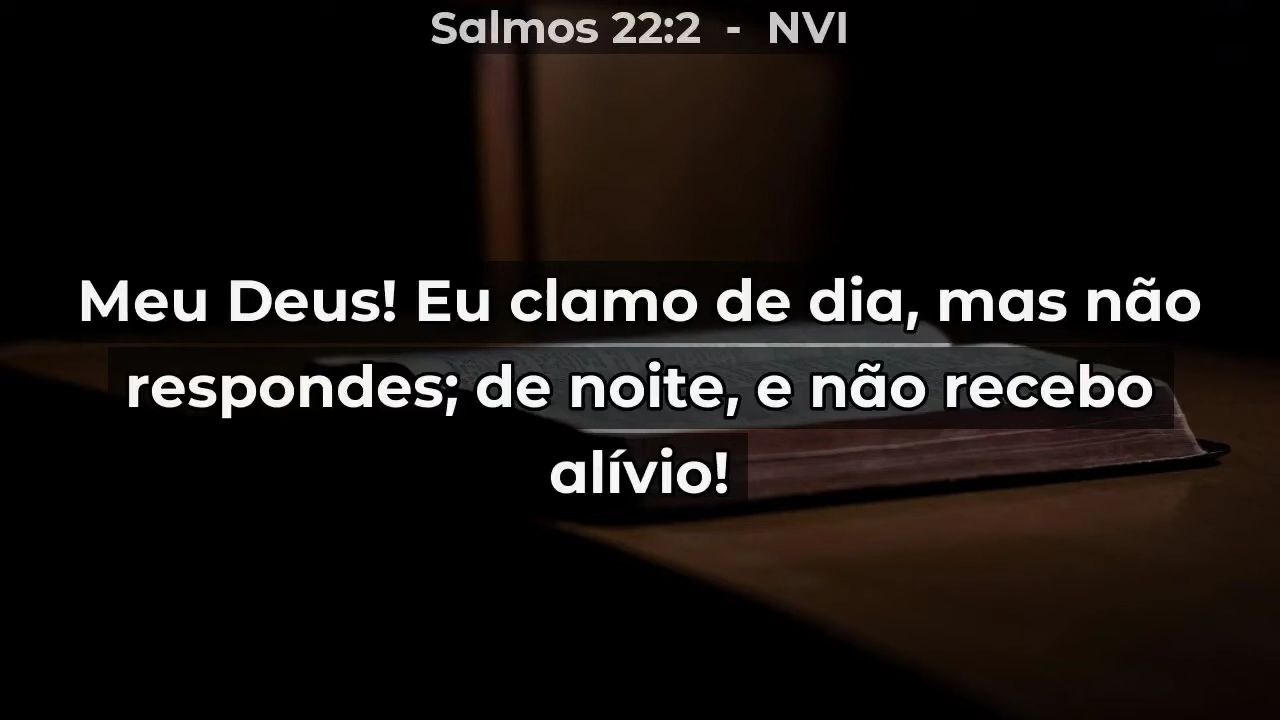 Salmos 22:2 - NVI
Meu Deus! Eu clamo de dia, mas não
respondes; de noite, e não recebo
alívio!